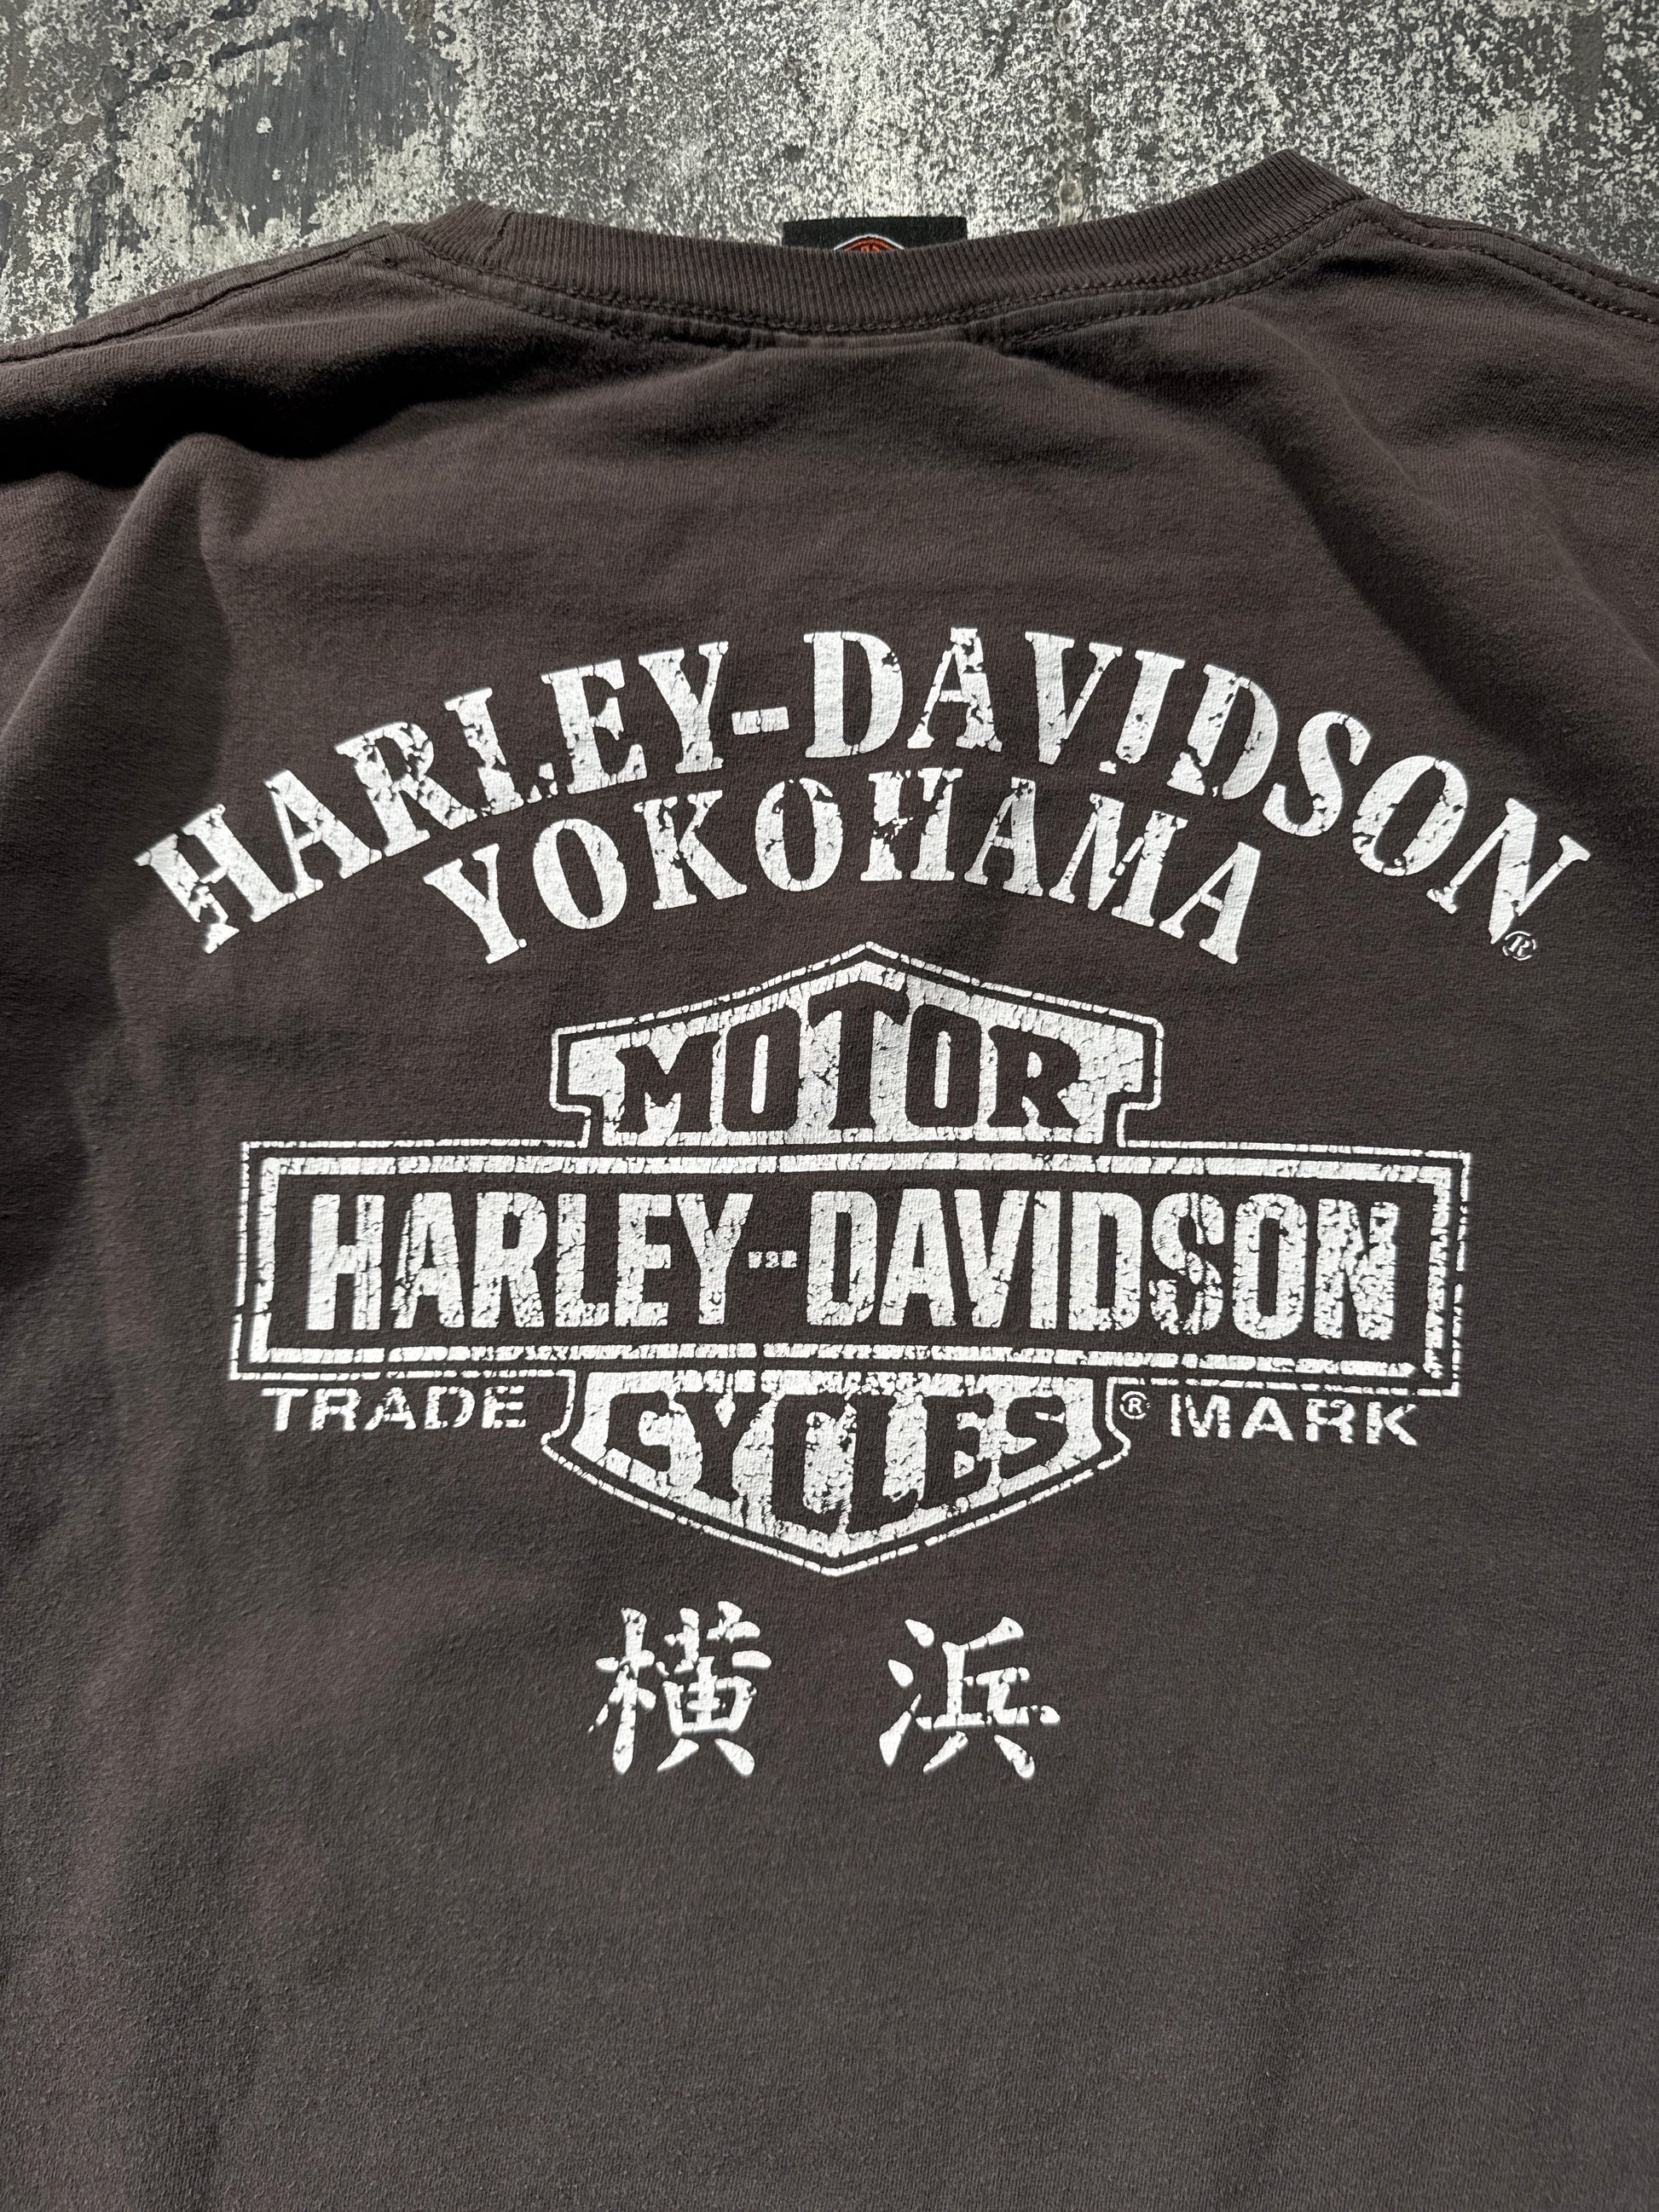 HARLEY-DAVIDSON
YOKOHAMA
®
MOTOR
HARLEY-DAVIDSON
CYCLES
TRADE ® MARK
横 浜